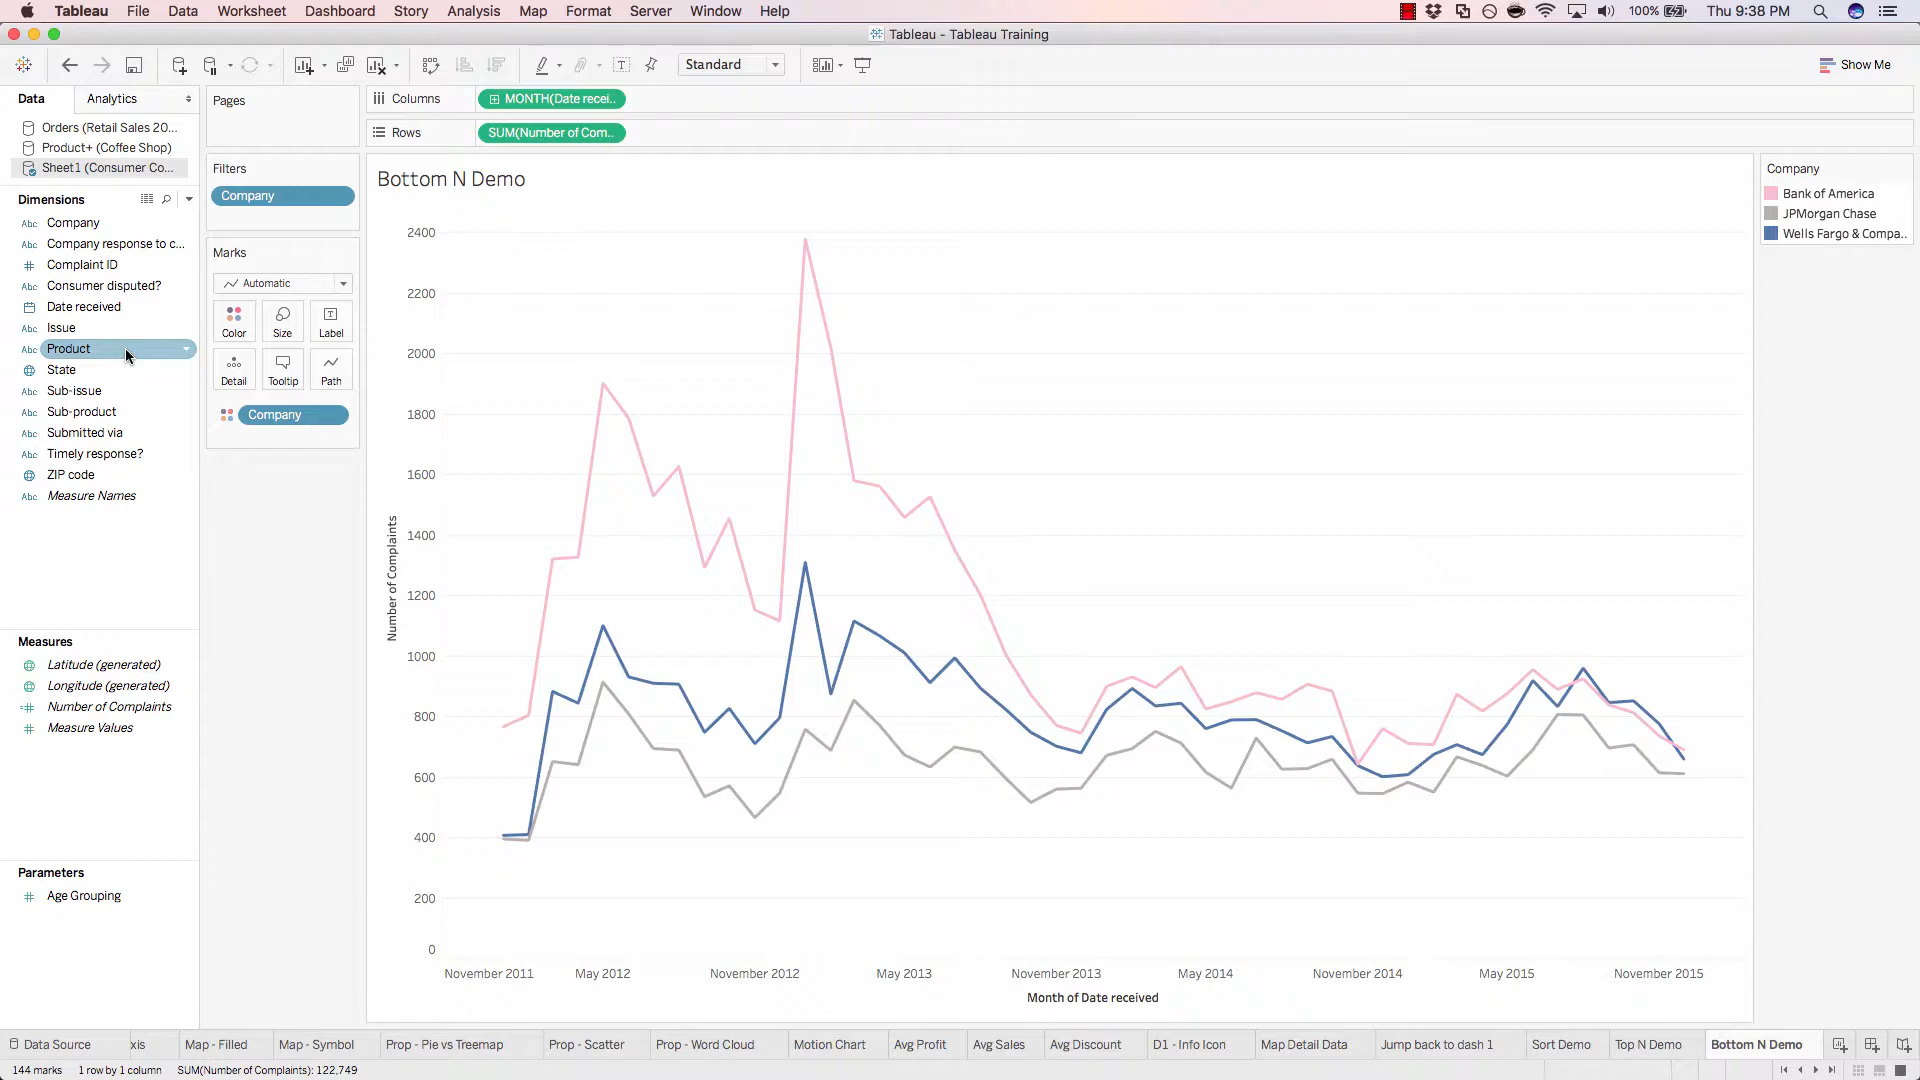 Tableau File Data Worksheet Dashboard Story Analysis Map Format Server Window Help
100% Thu 9:38 PM
Tableau - Tableau Training
Standard
Show Me
Data Analytics
Orders (Retail Sales 20...
Product+ (Coffee Shop)
Sheet1 (Consumer Co...
Dimensions
Abc Company
Abc Company response to c...
# Complaint ID
Abc Consumer disputed?
Date received
Abc Issue
Abc Product
State
Abc Sub-issue
Abc Sub-product
Abc Submitted via
Abc Timely response?
ZIP code
Abc Measure Names
Measures
Latitude (generated)
Longitude (generated)
=# Number of Complaints
# Measure Values
Parameters
# Age Grouping
Pages
Filters
Company
Marks
Automatic
Color Size Label
Detail Tooltip Path
Company
Columns MONTH(Date recei..
Rows SUM(Number of Com..
Bottom N Demo
2400
2200
2000
1800
1600
1400
1200
1000
800
600
400
200
0
Number of Complaints
November 2011 May 2012 November 2012 May 2013 November 2013 May 2014 November 2014 May 2015 November 2015
Month of Date received
Company
Bank of America
JPMorgan Chase
Wells Fargo & Compa..
Data Source xis Map - Filled Map - Symbol Prop - Pie vs Treemap Prop - Scatter Prop - Word Cloud Motion Chart Avg Profit Avg Sales Avg Discount D1 - Info Icon Map Detail Data Jump back to dash 1 Sort Demo Top N Demo Bottom N Demo
144 marks 1 row by 1 column SUM(Number of Complaints): 122,749